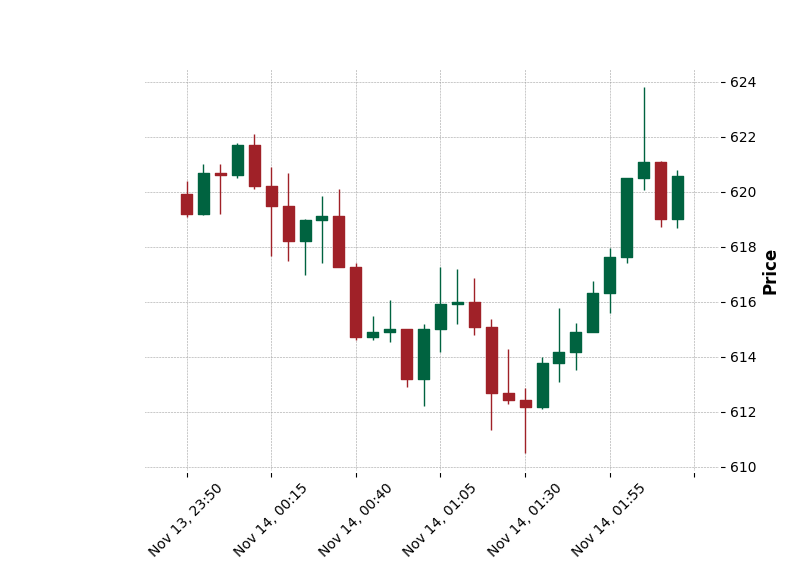 624
622
620
618
616
614
612
610
Price
Nov 13, 23:50
Nov 14, 00:15
Nov 14, 00:40
Nov 14, 01:05
Nov 14, 01:30
Nov 14, 01:55